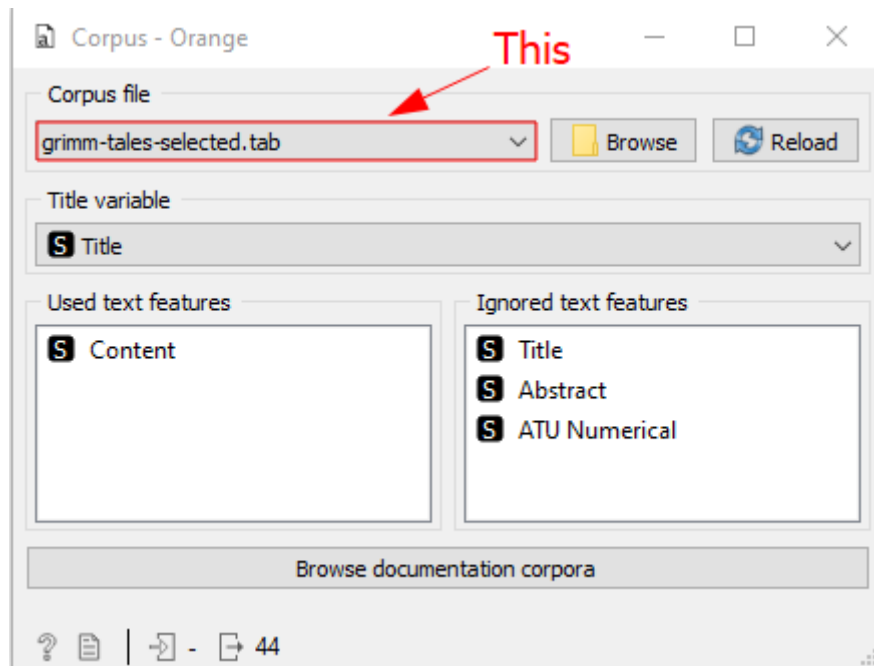 Corpus - Orange
This
Corpus file
grimm-tales-selected.tab
Browse
Reload
Title variable
S Title
Used text features
S Content
Ignored text features
S Title
S Abstract
S ATU Numerical
Browse documentation corpora
? - 44